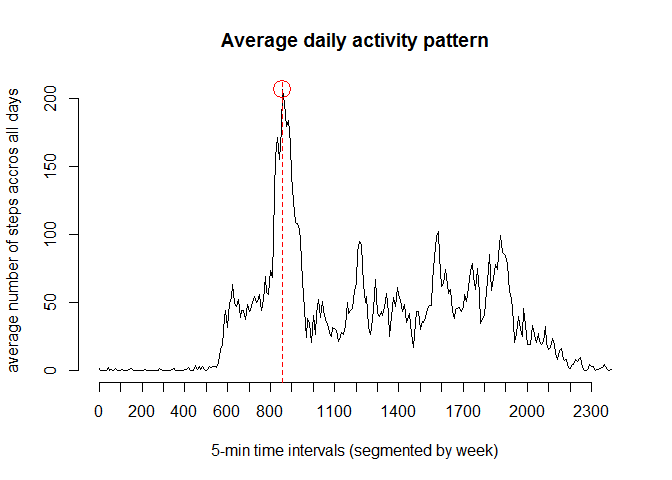 Average daily activity pattern
average number of steps accros all days
200
150
100
50
0
0 200 400 600 800 1100 1400 1700 2000 2300
5-min time intervals (segmented by week)